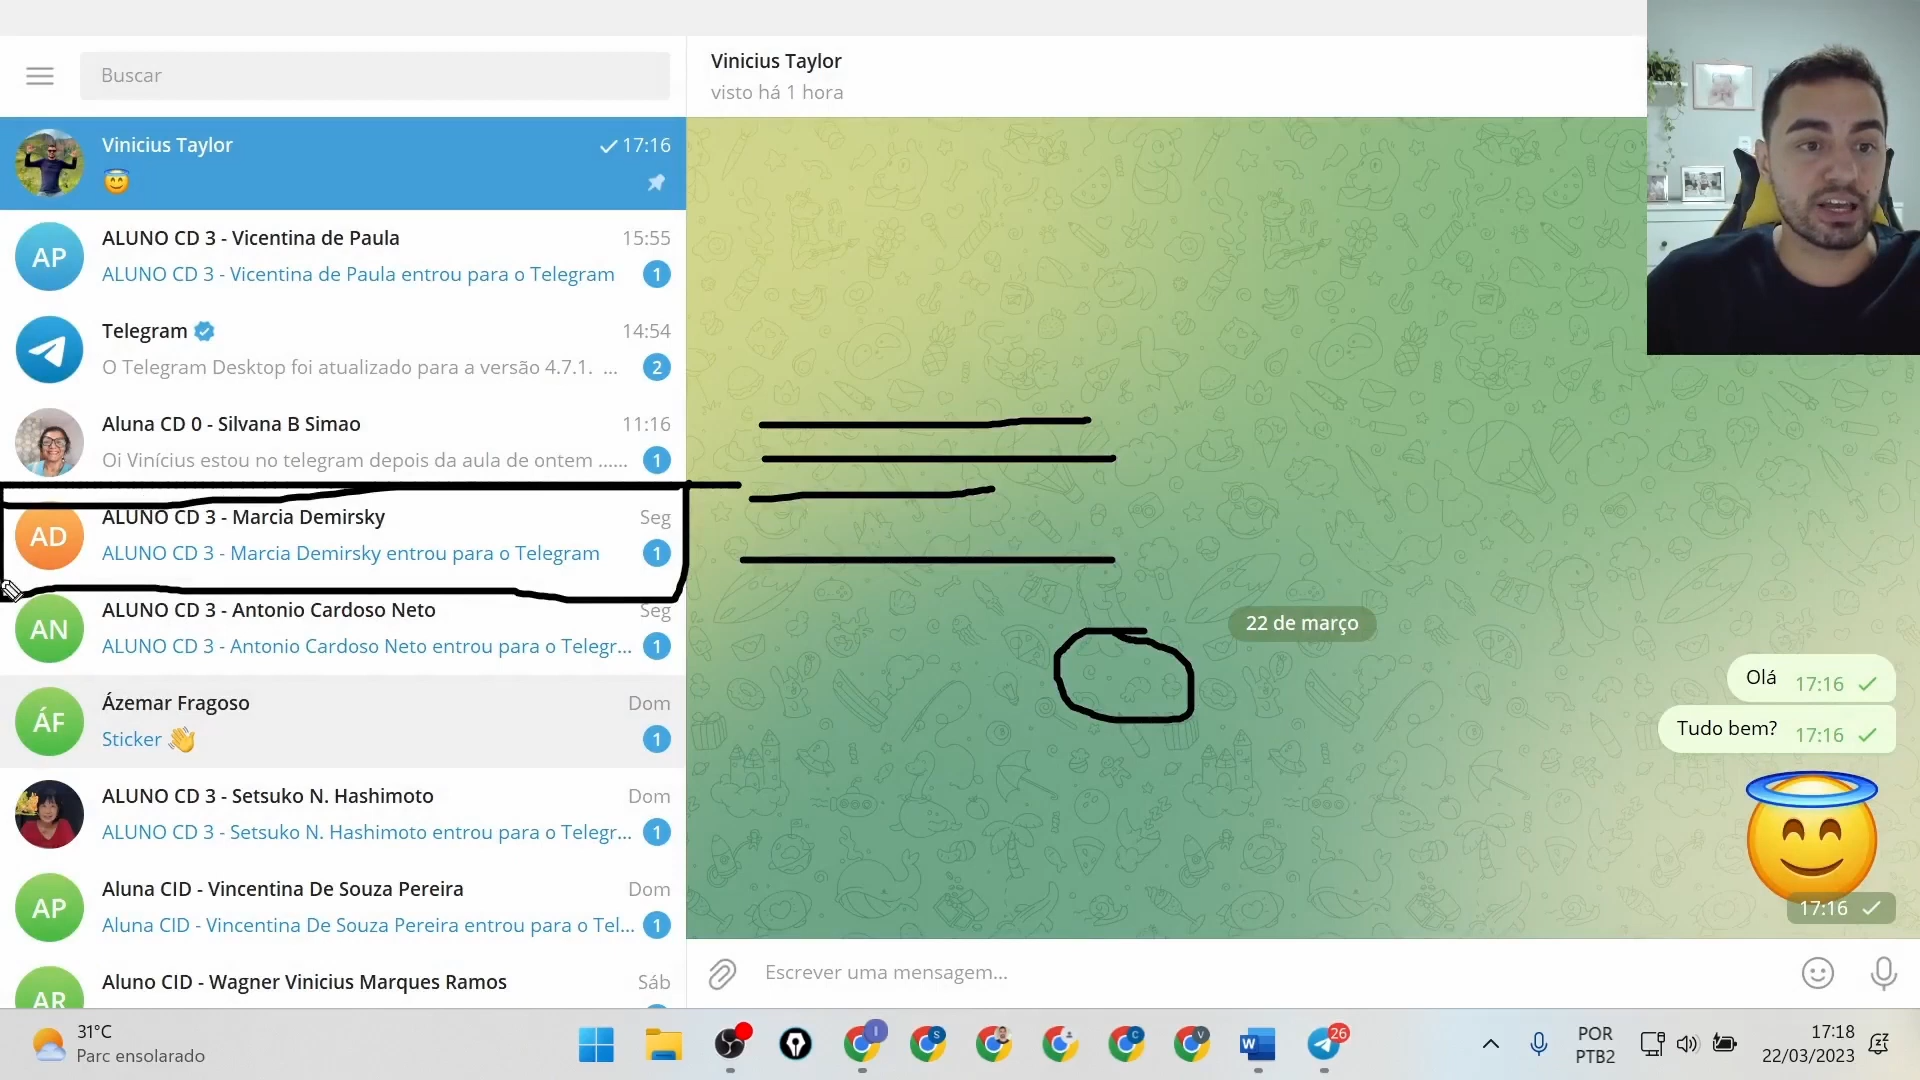 Buscar
Vinicius Taylor 17:16
ALUNO CD 3 - Vicentina de Paula 15:55
AP
ALUNO CD 3 - Vicentina de Paula entrou para o Telegram 1
Telegram 14:54
O Telegram Desktop foi atualizado para a versão 4.7.1. ... 2
Aluna CD 0 - Silvana B Simao 11:16
Oi Vinícius estou no telegram depois da aula de ontem ...... 1
ALUNO CD 3 - Marcia Demirsky Seg
AD
ALUNO CD 3 - Marcia Demirsky entrou para o Telegram 1
ALUNO CD 3 - Antonio Cardoso Neto Seg
AN
ALUNO CD 3 - Antonio Cardoso Neto entrou para o Telegr... 1
Ázemar Fragoso Dom
ÁF
Sticker 1
ALUNO CD 3 - Setsuko N. Hashimoto Dom
ALUNO CD 3 - Setsuko N. Hashimoto entrou para o Telegr... 1
Aluna CID - Vincentina De Souza Pereira Dom
AP
Aluna CID - Vincentina De Souza Pereira entrou para o Tel... 1
Aluno CID - Wagner Vinicius Marques Ramos Sáb
AR
Vinicius Taylor
visto há 1 hora
22 de março
Olá 17:16
Tudo bem? 17:16
17:16
Escrever uma mensagem...
31°C
Parc ensolarado
I
S
C
V
W
26
POR
PTB2
17:18
22/03/2023